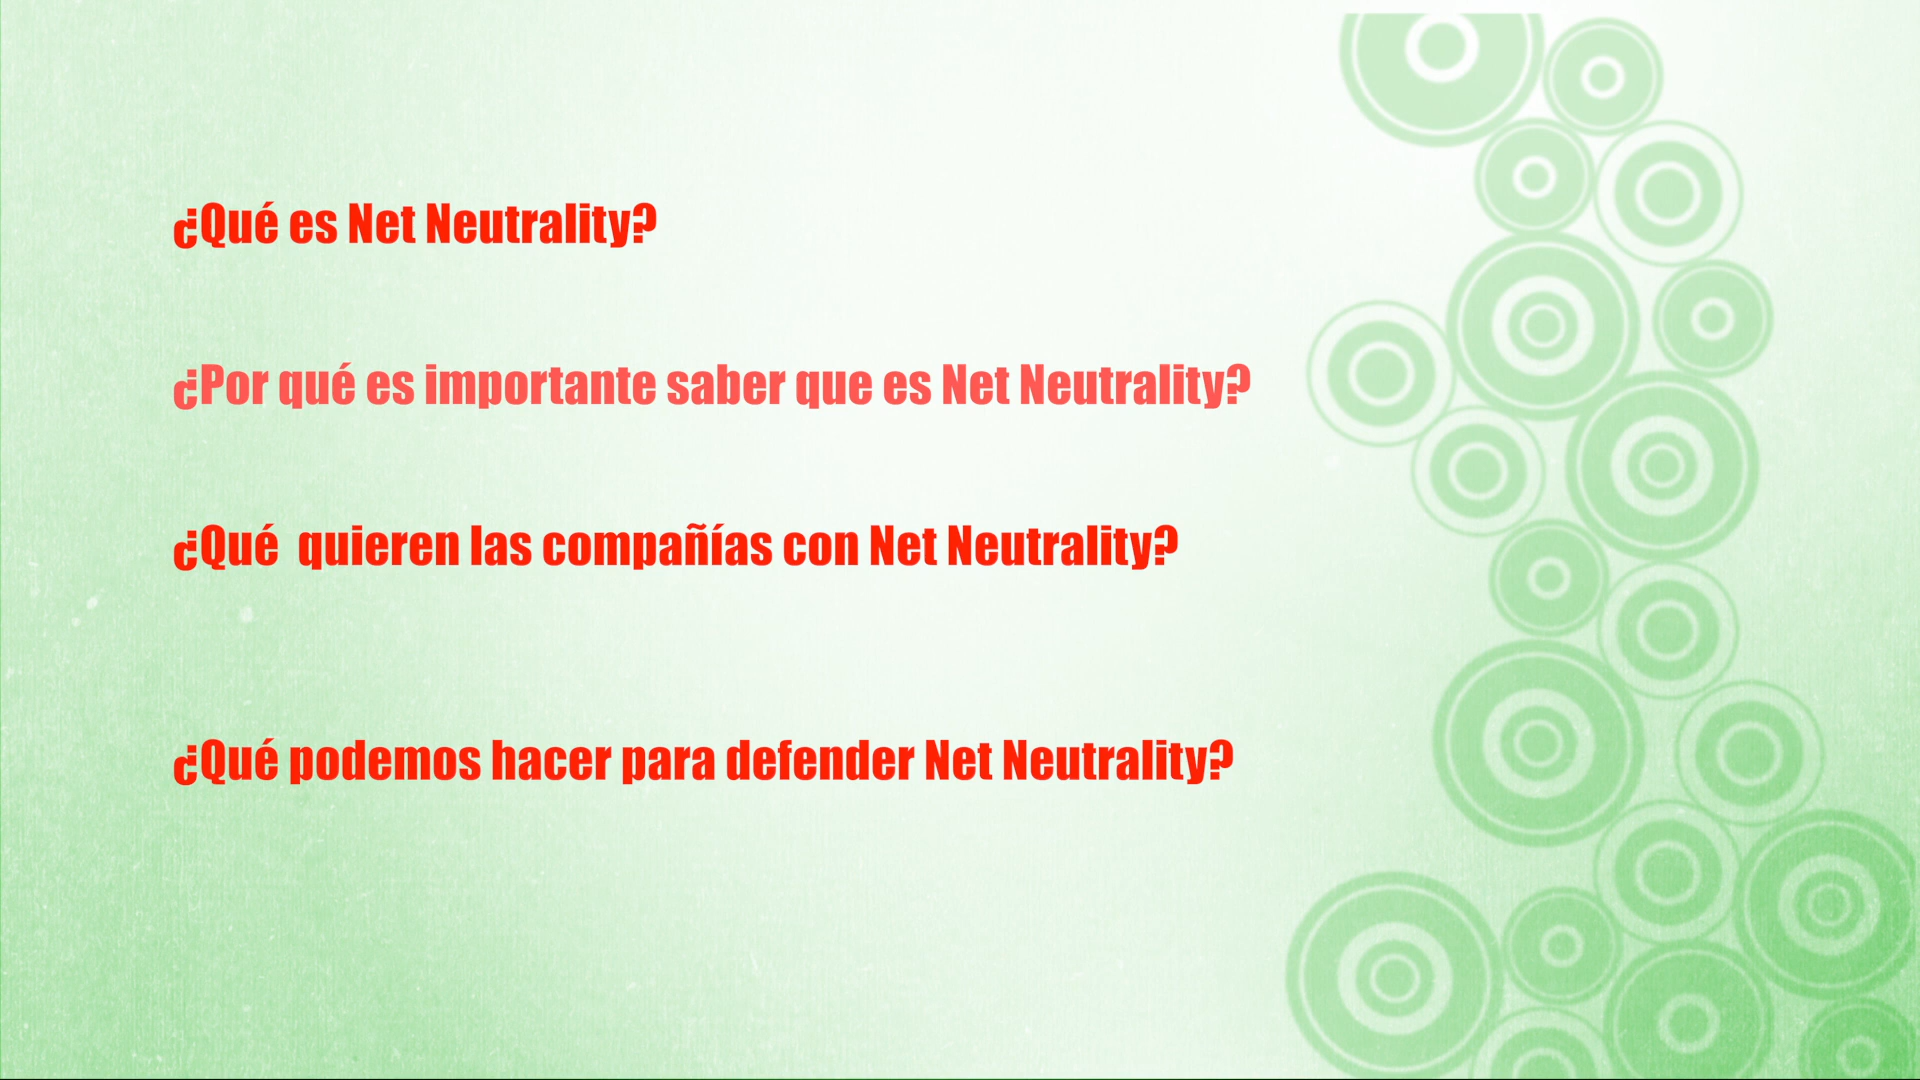 ¿Qué es Net Neutrality?
¿Por qué es importante saber que es Net Neutrality?
¿Qué  quieren las compañías con Net Neutrality?
¿Qué podemos hacer para defender Net Neutrality?